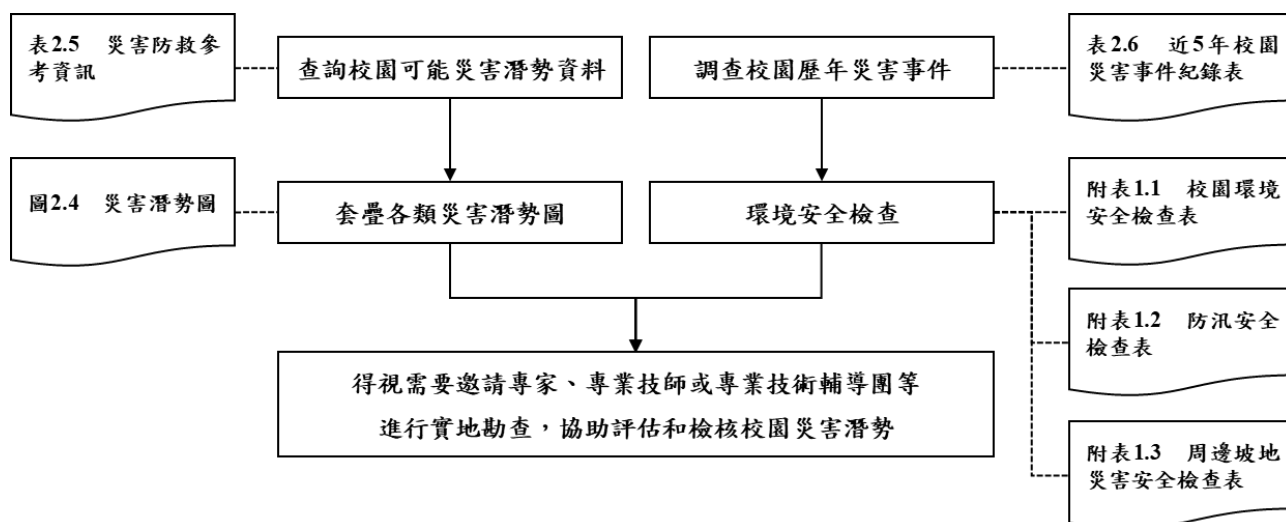 表2.5 災害防救參
考資訊
查詢校園可能災害潛勢資料
調查校園歷年災害事件
表2.6 近5年校園
災害事件紀錄表
圖2.4 災害潛勢圖
套疊各類災害潛勢圖
環境安全檢查
附表1.1 校園環境
安全檢查表
附表1.2 防汛安全
檢查表
得視需要邀請專家、專業技師或專業技術輔導團等
進行實地勘查，協助評估和檢核校園災害潛勢
附表1.3 周邊坡地
災害安全檢查表